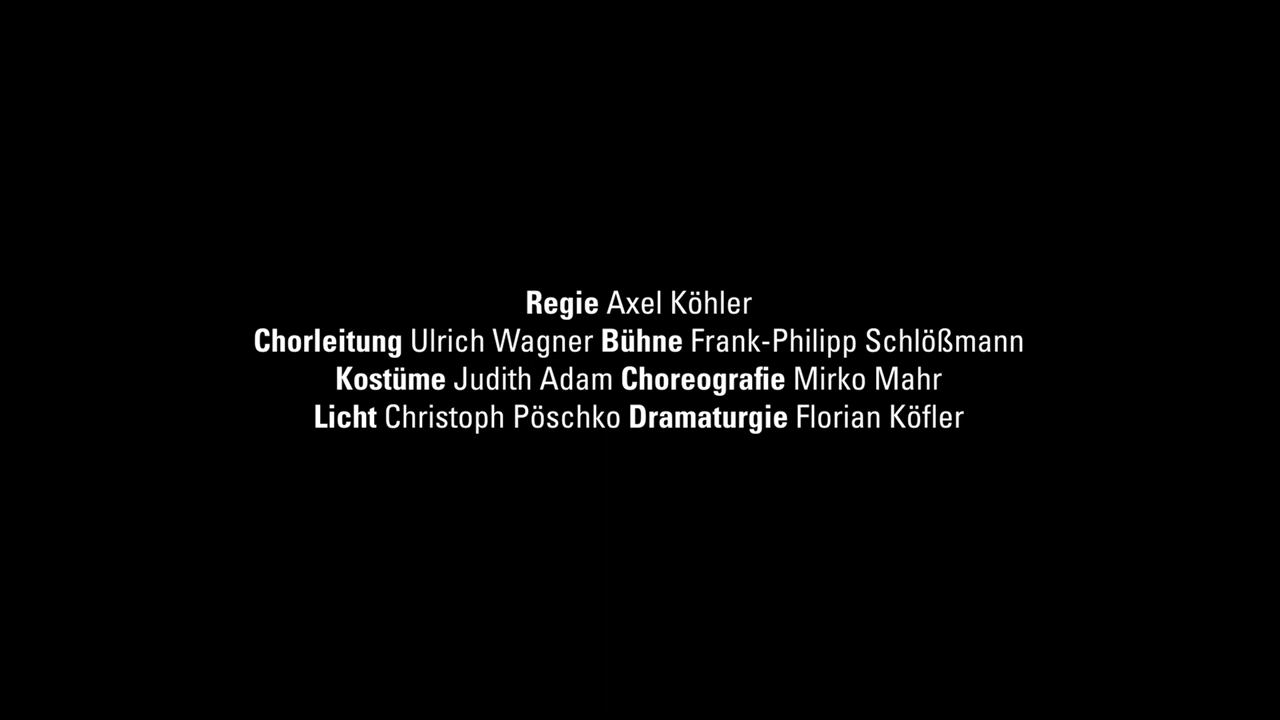 Regie Axel Köhler
Chorleitung Ulrich Wagner Bühne Frank-Philipp Schlößmann
Kostüme Judith Adam Choreografie Mirko Mahr
Licht Christoph Pöschko Dramaturgie Florian Köfler